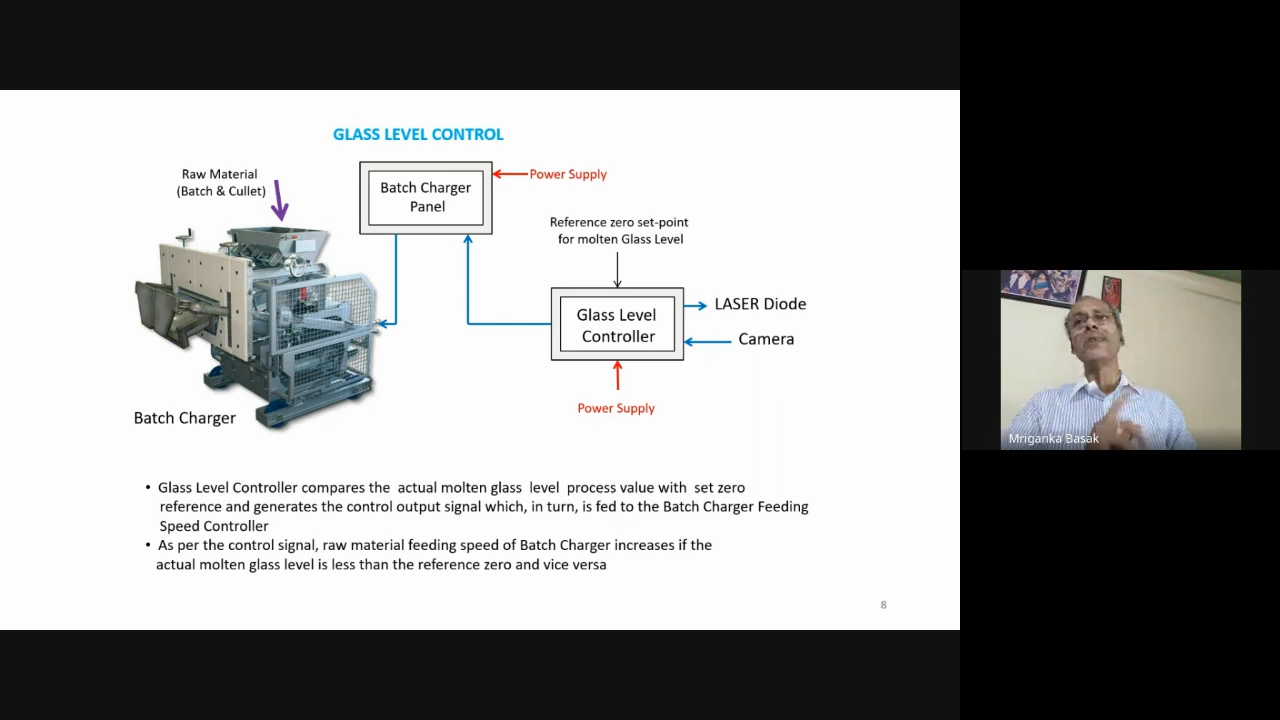 GLASS LEVEL CONTROL
Raw Material
(Batch & Cullet)
Batch Charger
Panel
Power Supply
Reference zero set-point
for molten Glass Level
Glass Level
Controller
LASER Diode
Camera
Power Supply
Batch Charger
• Glass Level Controller compares the actual molten glass level process value with set zero
reference and generates the control output signal which, in turn, is fed to the Batch Charger Feeding
Speed Controller
• As per the control signal, raw material feeding speed of Batch Charger increases if the
actual molten glass level is less than the reference zero and vice versa
8
Mriganka Basak